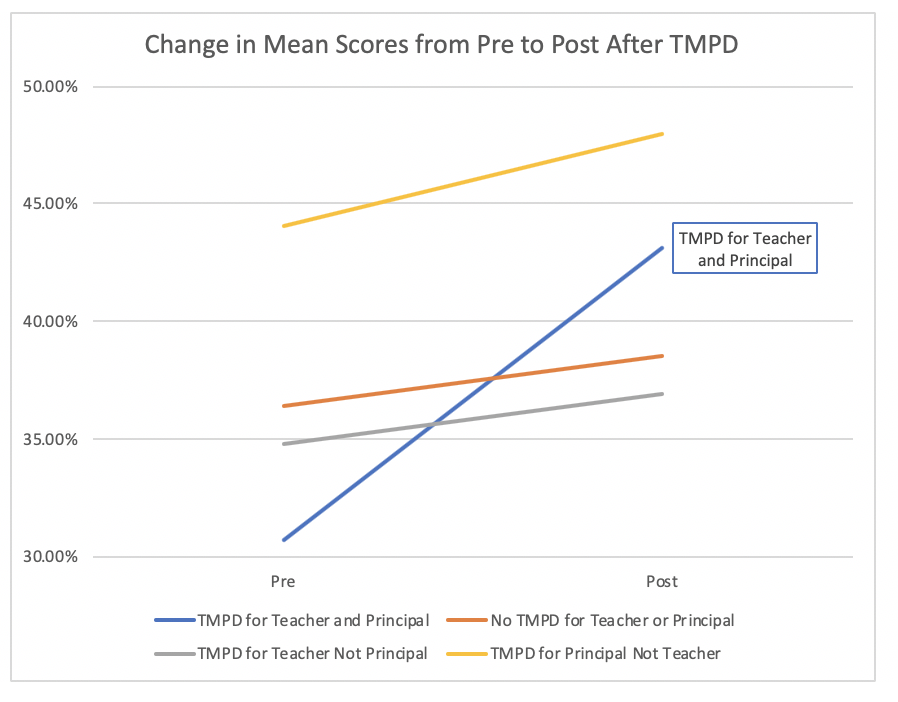 Change in Mean Scores from Pre to Post After TMPD
50.00%
45.00%
TMPD for Teacher
and Principal
40.00%
35.00%
30.00%
Pre Post
TMPD for Teacher and Principal No TMPD for Teacher or Principal
TMPD for Teacher Not Principal TMPD for Principal Not Teacher